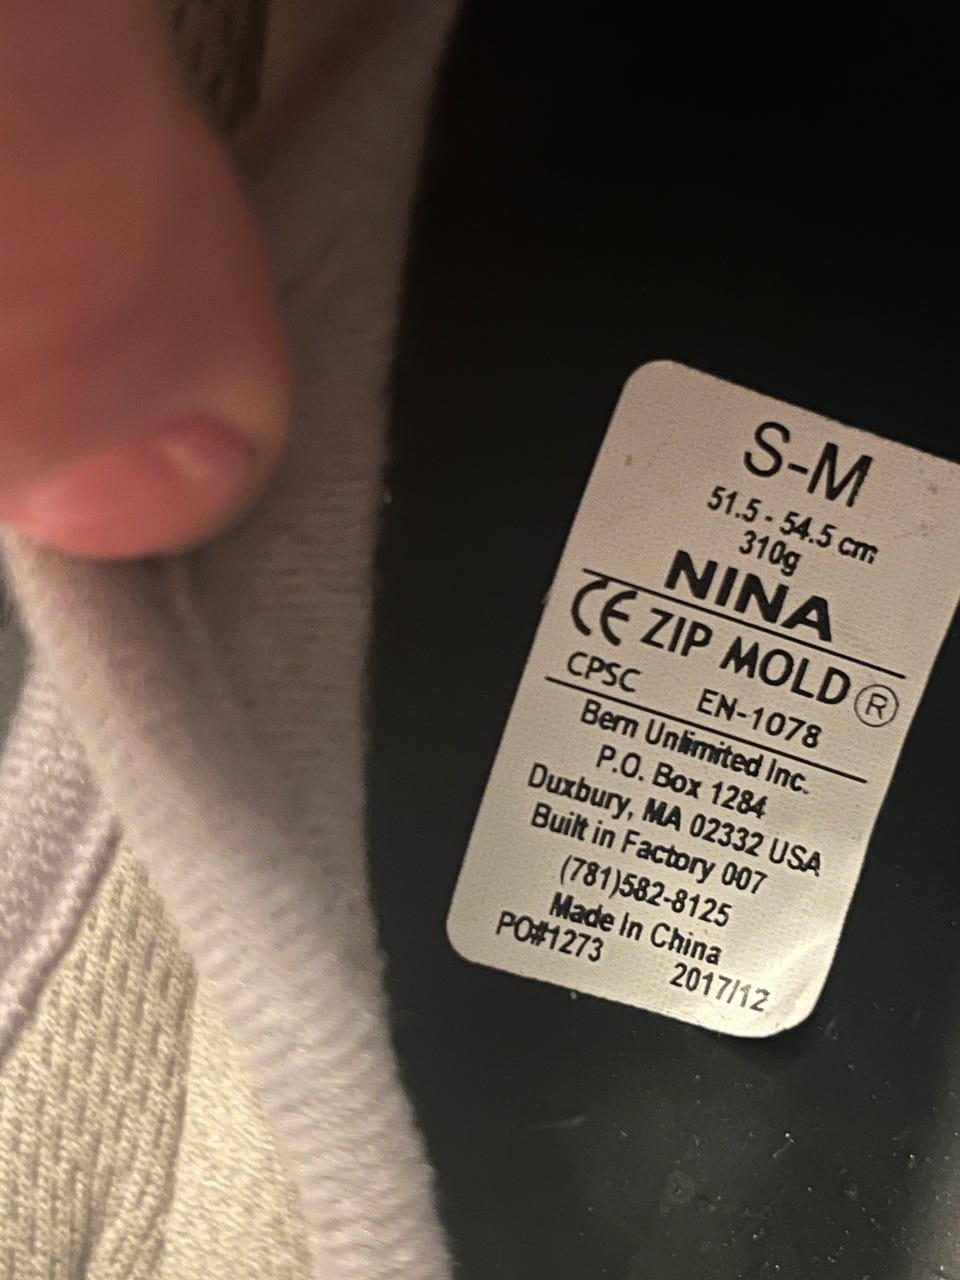 S-M
51.5 - 54.5 cm
310g
NINA
CE ZIP MOLD®
CPSC EN-1078
Bern Unlimited Inc.
P.O. Box 1284
Duxbury, MA 02332 USA
Built in Factory 007
(781)582-8125
Made In China
PO#1273 2017/12